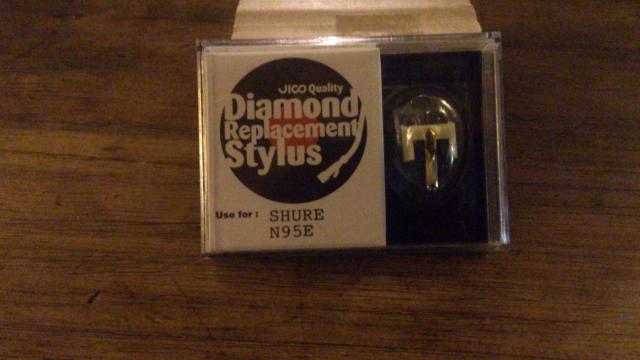 JICO Quality
Diamond
Replacement
Stylus
Use for : SHURE
N95E